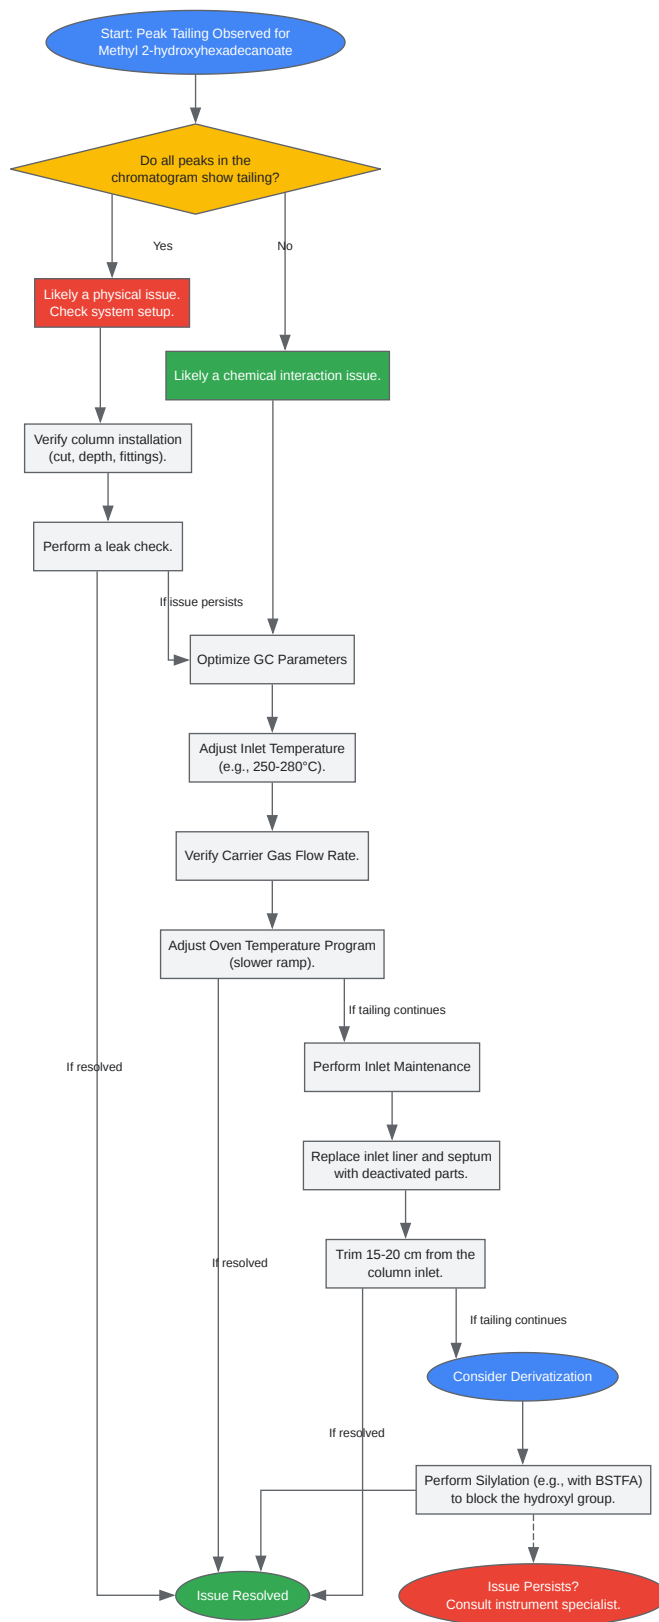 Start: Peak Tailing Observed for
Methyl 2-hydroxyhexadecanoate
Do all peaks in the
chromatogram show tailing?
Yes
No
Likely a physical issue.
Check system setup.
Likely a chemical interaction issue.
Verify column installation
(cut, depth, fittings).
Perform a leak check.
If issue persists
Optimize GC Parameters
Adjust Inlet Temperature
(e.g., 250-280°C).
Verify Carrier Gas Flow Rate.
Adjust Oven Temperature Program
(slower ramp).
If tailing continues
If resolved
Perform Inlet Maintenance
Replace inlet liner and septum
with deactivated parts.
Trim 15-20 cm from the
column inlet.
If resolved
If tailing continues
Consider Derivatization
If resolved
Perform Silylation (e.g., with BSTFA)
to block the hydroxyl group.
Issue Resolved
Issue Persists?
Consult instrument specialist.